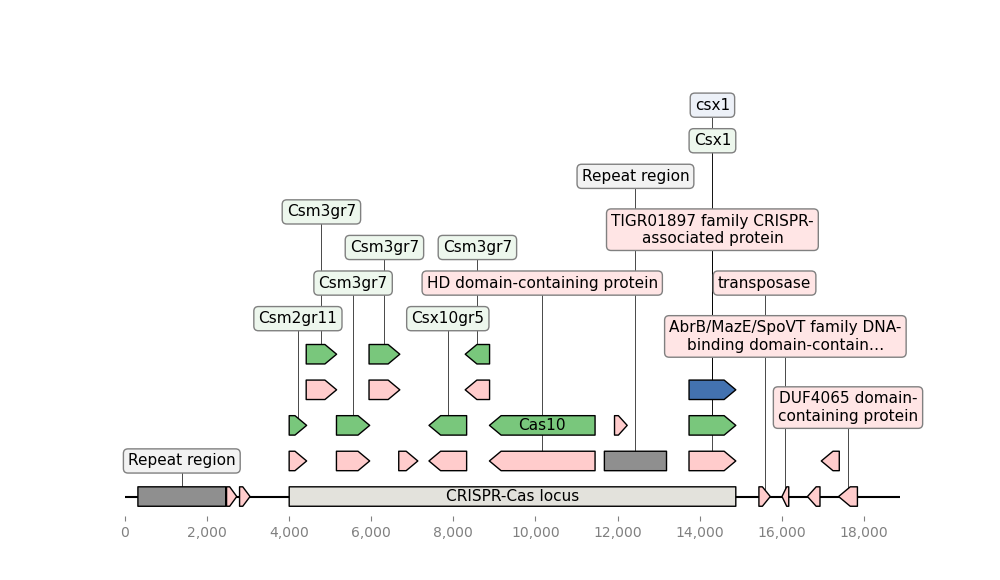 csx1
Csx1
Repeat region
Csm3gr7
TIGR01897 family CRISPR-
associated protein
Csm3gr7
Csm3gr7
Csm3gr7
HD domain-containing protein
transposase
Csm2gr11
Csx10gr5
AbrB/MazE/SpoVT family DNA-
binding domain-contain…
DUF4065 domain-
containing protein
Cas10
Repeat region
CRISPR-Cas locus
0
2,000
4,000
6,000
8,000
10,000
12,000
14,000
16,000
18,000